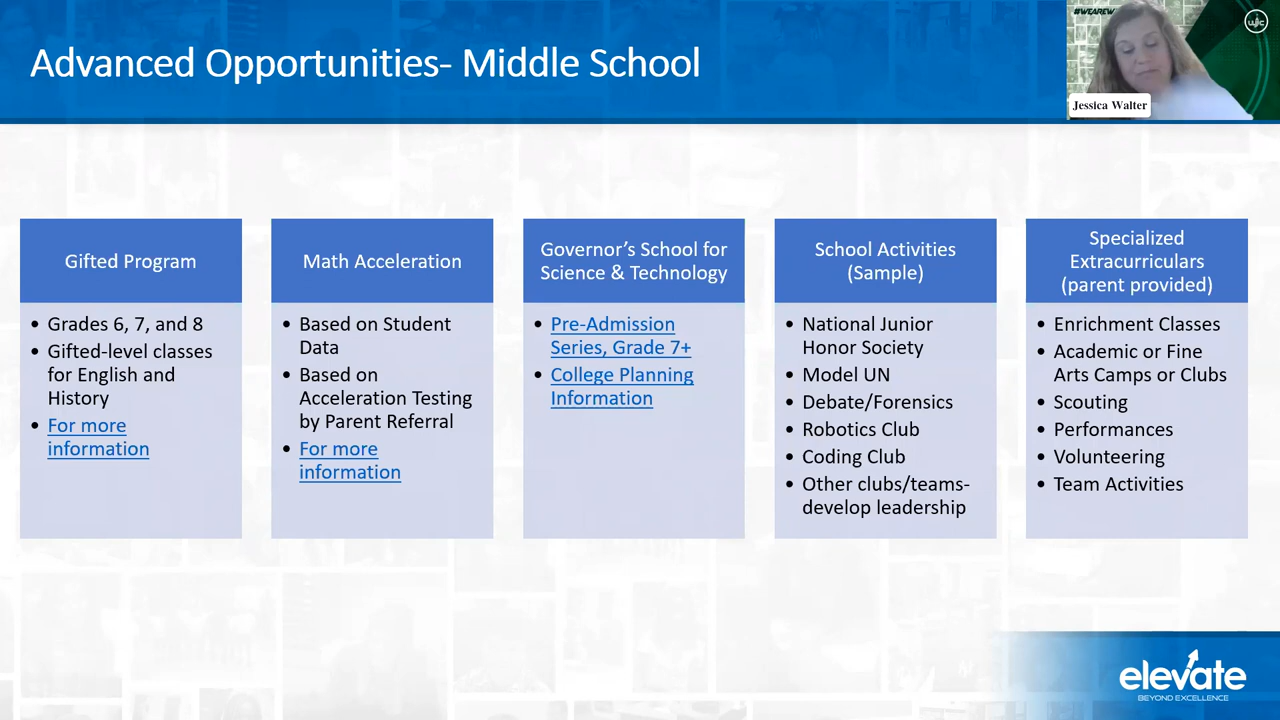 Advanced Opportunities- Middle School
#WEAREW
wjc
Jessica Walter
Gifted Program
• Grades 6, 7, and 8
• Gifted-level classes
for English and
History
• For more
information
Math Acceleration
• Based on Student
Data
• Based on
Acceleration Testing
by Parent Referral
• For more
information
Governor's School for
Science & Technology
• Pre-Admission
Series, Grade 7+
• College Planning
Information
School Activities
(Sample)
• National Junior
Honor Society
• Model UN
• Debate/Forensics
• Robotics Club
• Coding Club
• Other clubs/teams-
develop leadership
Specialized
Extracurriculars
(parent provided)
• Enrichment Classes
• Academic or Fine
Arts Camps or Clubs
• Scouting
• Performances
• Volunteering
• Team Activities
elevate
BEYOND EXCELLENCE